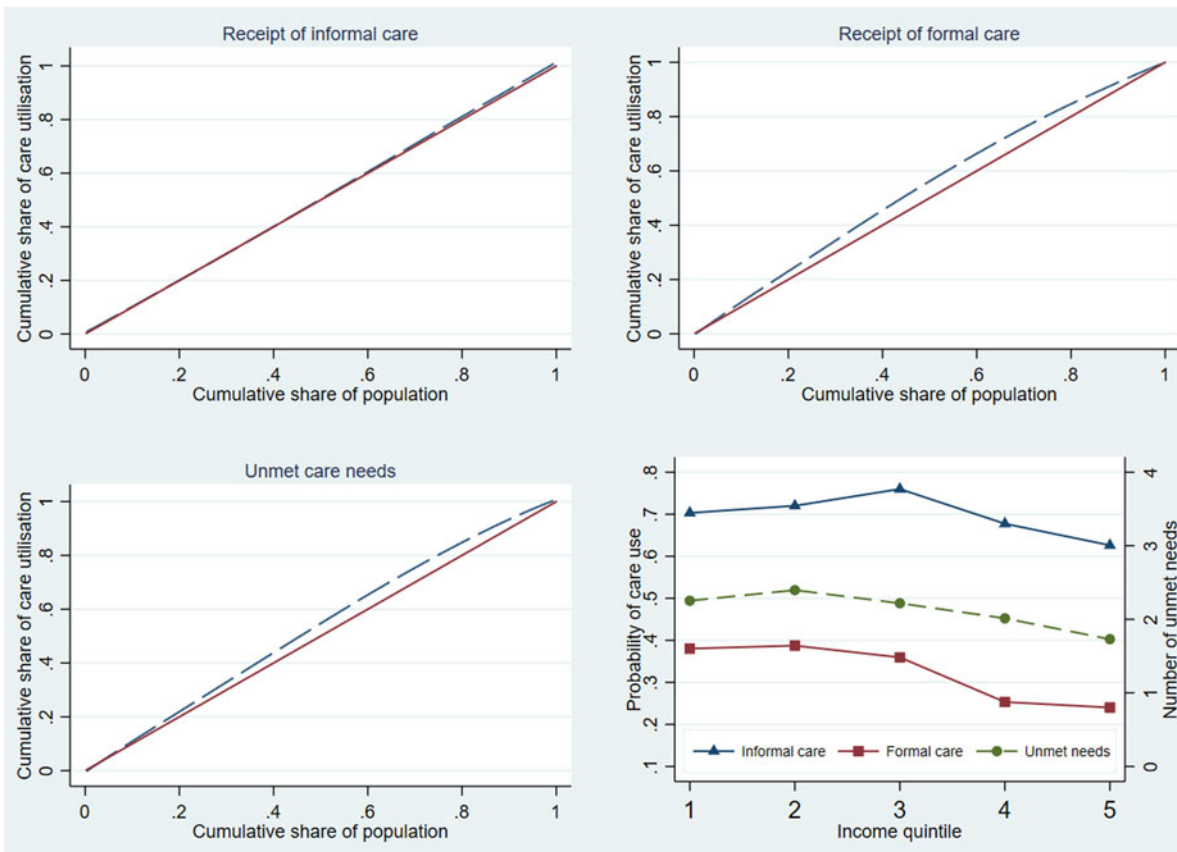 Receipt of informal care
Cumulative share of care utilisation
1
.8
.6
.4
.2
0
0 .2 .4 .6 .8 1
Cumulative share of population
Receipt of formal care
Cumulative share of care utilisation
1
.8
.6
.4
.2
0
0 .2 .4 .6 .8 1
Cumulative share of population
Unmet care needs
Cumulative share of care utilisation
1
.8
.6
.4
.2
0
0 .2 .4 .6 .8 1
Cumulative share of population
Probability of care use
.8
.7
.6
.5
.4
.3
.2
.1
Number of unmet needs
4
3
2
1
0
Informal care Formal care Unmet needs
1 2 3 4 5
Income quintile